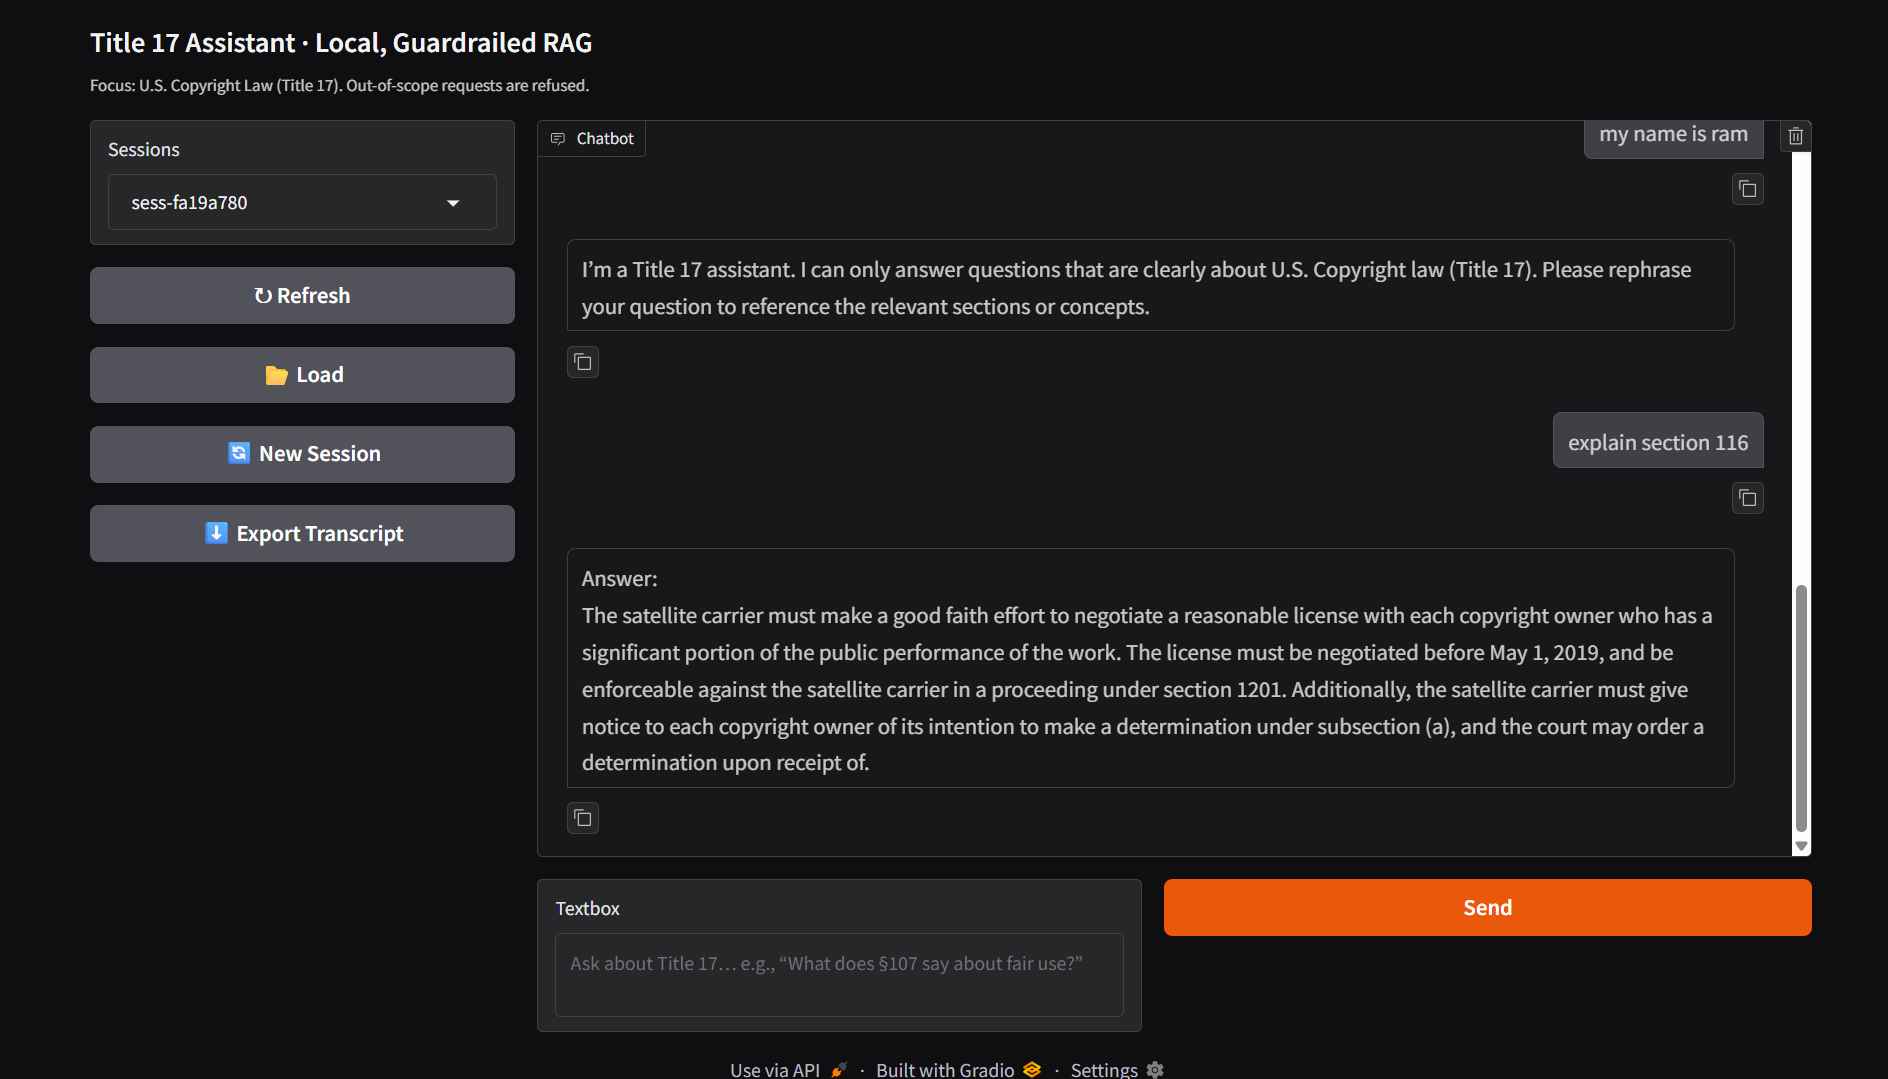 Title 17 Assistant · Local, Guardrailed RAG
Focus: U.S. Copyright Law (Title 17). Out-of-scope requests are refused.
Sessions
sess-fa19a780
↻ Refresh
📂 Load
🔄 New Session
⬇️ Export Transcript
Chatbot
my name is ram
I’m a Title 17 assistant. I can only answer questions that are clearly about U.S. Copyright law (Title 17). Please rephrase
your question to reference the relevant sections or concepts.
explain section 116
Answer:
The satellite carrier must make a good faith effort to negotiate a reasonable license with each copyright owner who has a
significant portion of the public performance of the work. The license must be negotiated before May 1, 2019, and be
enforceable against the satellite carrier in a proceeding under section 1201. Additionally, the satellite carrier must give
notice to each copyright owner of its intention to make a determination under subsection (a), and the court may order a
determination upon receipt of.
Textbox
Ask about Title 17… e.g., “What does §107 say about fair use?”
Send
Use via API · Built with Gradio · Settings